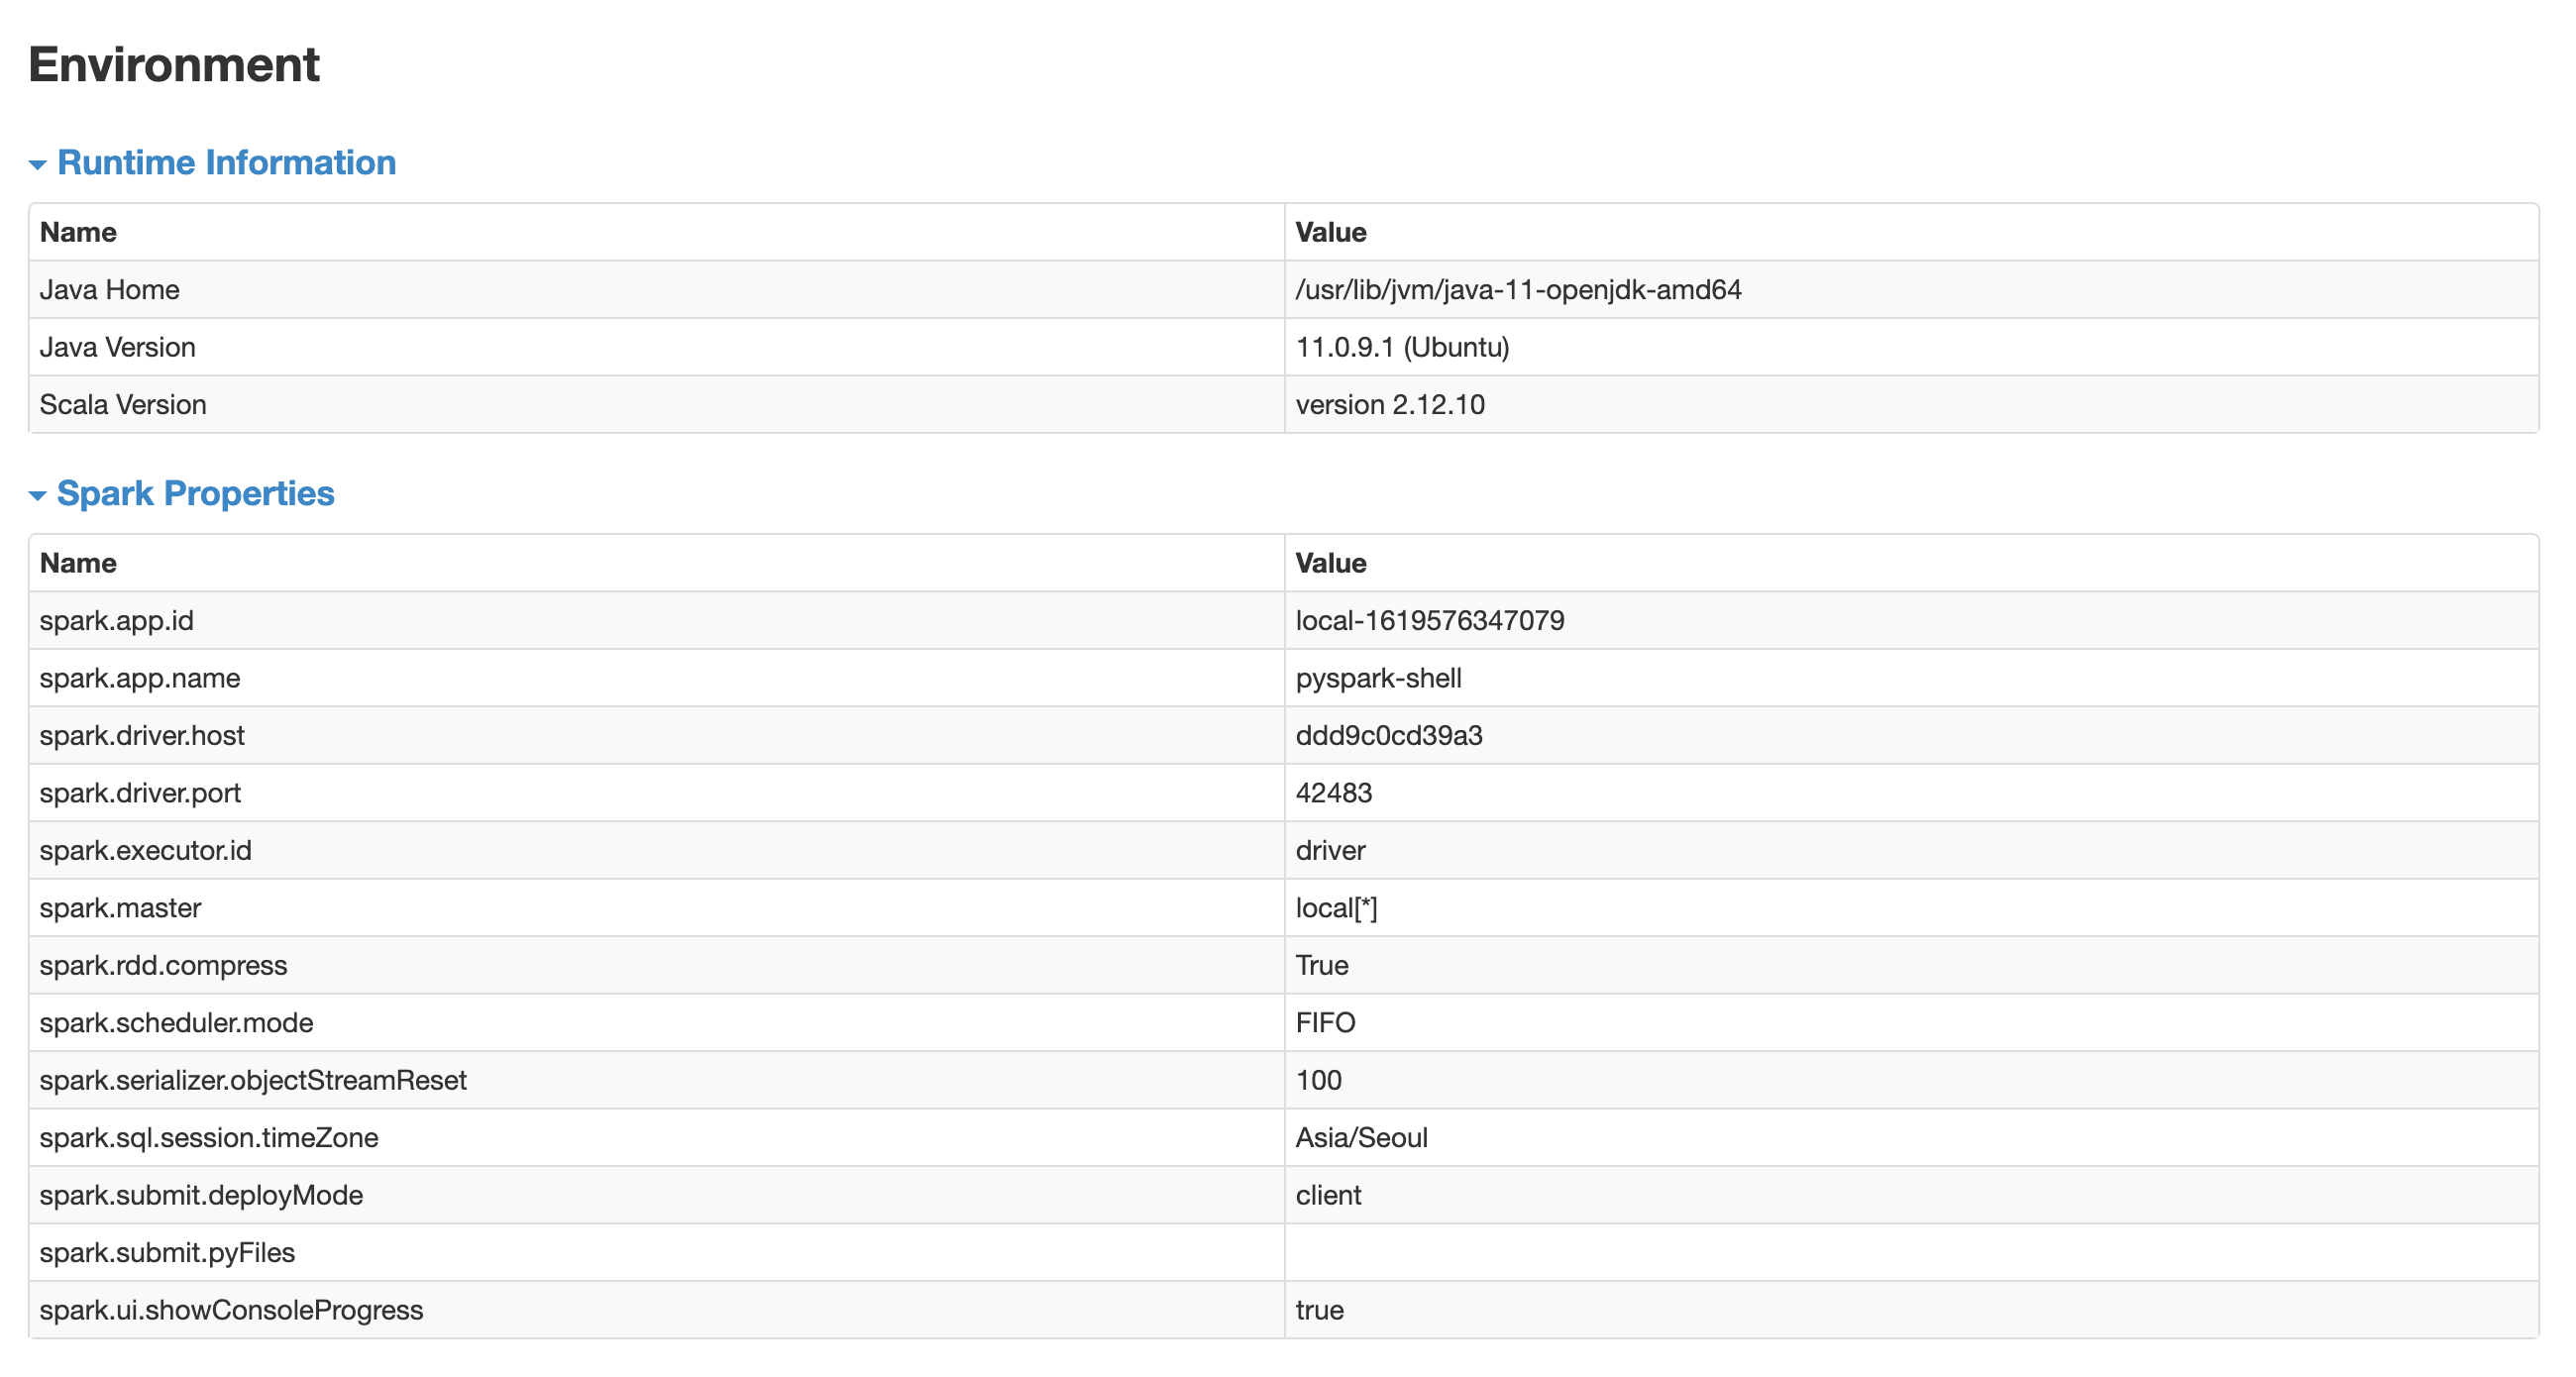 Environment
Runtime Information
Name Value
Java Home /usr/lib/jvm/java-11-openjdk-amd64
Java Version 11.0.9.1 (Ubuntu)
Scala Version version 2.12.10
Spark Properties
Name Value
spark.app.id local-1619576347079
spark.app.name pyspark-shell
spark.driver.host ddd9c0cd39a3
spark.driver.port 42483
spark.executor.id driver
spark.master local[*]
spark.rdd.compress True
spark.scheduler.mode FIFO
spark.serializer.objectStreamReset 100
spark.sql.session.timeZone Asia/Seoul
spark.submit.deployMode client
spark.submit.pyFiles
spark.ui.showConsoleProgress true